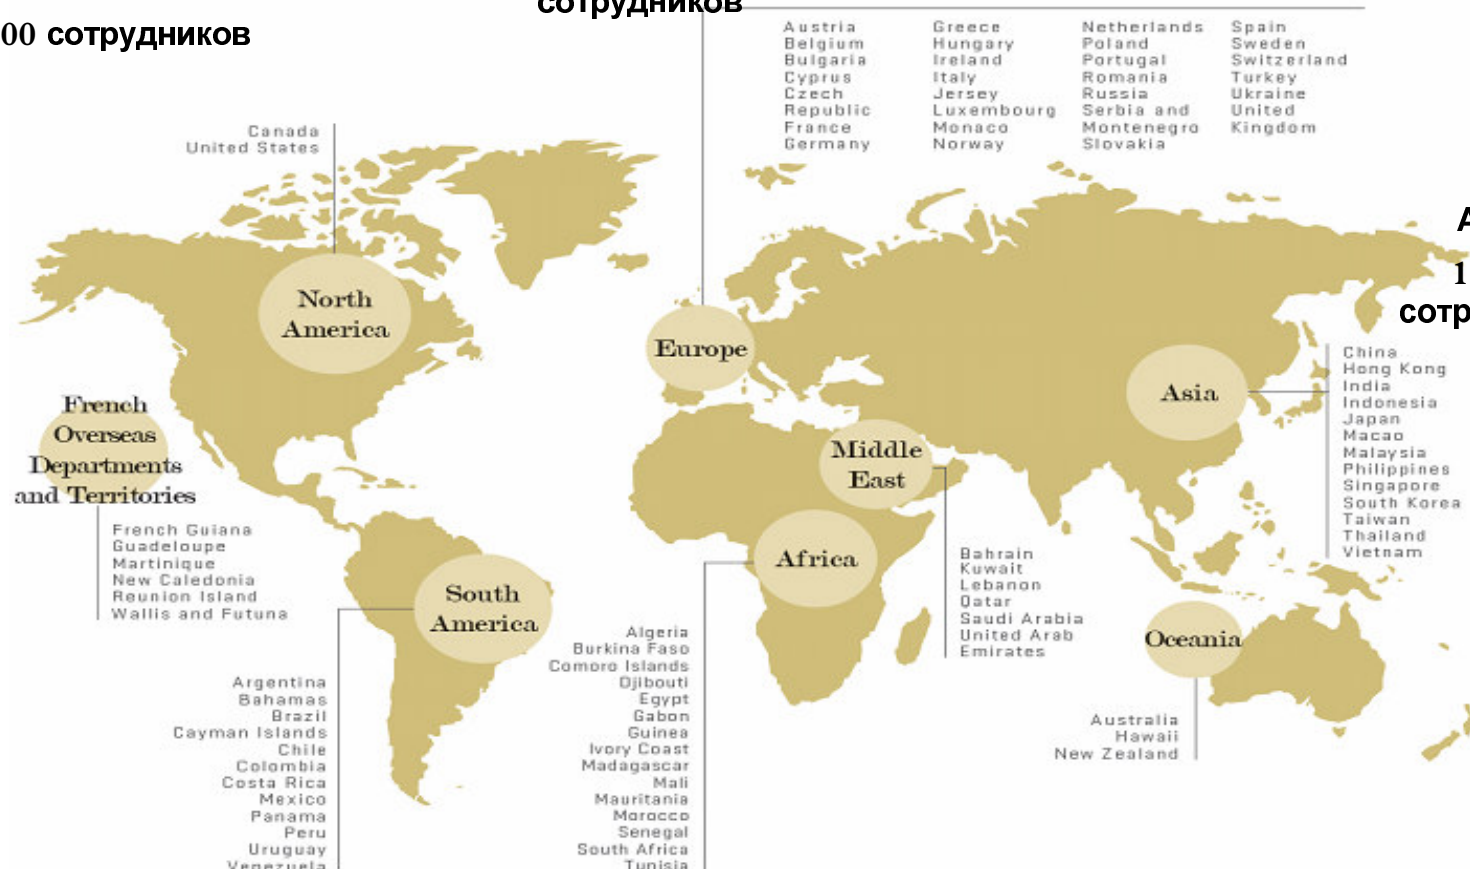 сотрудников
00 сотрудников
Austria
Belgium
Bulgaria
Cyprus
Czech
Republic
France
Germany
Greece
Hungary
Ireland
Italy
Jersey
Luxembourg
Monaco
Norway
Netherlands
Poland
Portugal
Romania
Russia
Serbia and
Montenegro
Slovakia
Spain
Sweden
Switzerland
Turkey
Ukraine
United
Kingdom
Canada
United States
North
America
Europe
A
1
сотр
Asia
China
Hong Kong
India
Indonesia
Japan
Macao
Malaysia
Philippines
Singapore
South Korea
Taiwan
Thailand
Vietnam
French
Overseas
Departments
and Territories
French Guiana
Guadeloupe
Martinique
New Caledonia
Reunion Island
Wallis and Futuna
Middle
East
Bahrain
Kuwait
Lebanon
Qatar
Saudi Arabia
United Arab
Emirates
Africa
Algeria
Burkina Faso
Comoro Islands
Djibouti
Egypt
Gabon
Guinea
Ivory Coast
Madagascar
Mali
Mauritania
Morocco
Senegal
South Africa
Tunisia
South
America
Argentina
Bahamas
Brazil
Cayman Islands
Chile
Colombia
Costa Rica
Mexico
Panama
Peru
Uruguay
Venezuela
Oceania
Australia
Hawaii
New Zealand